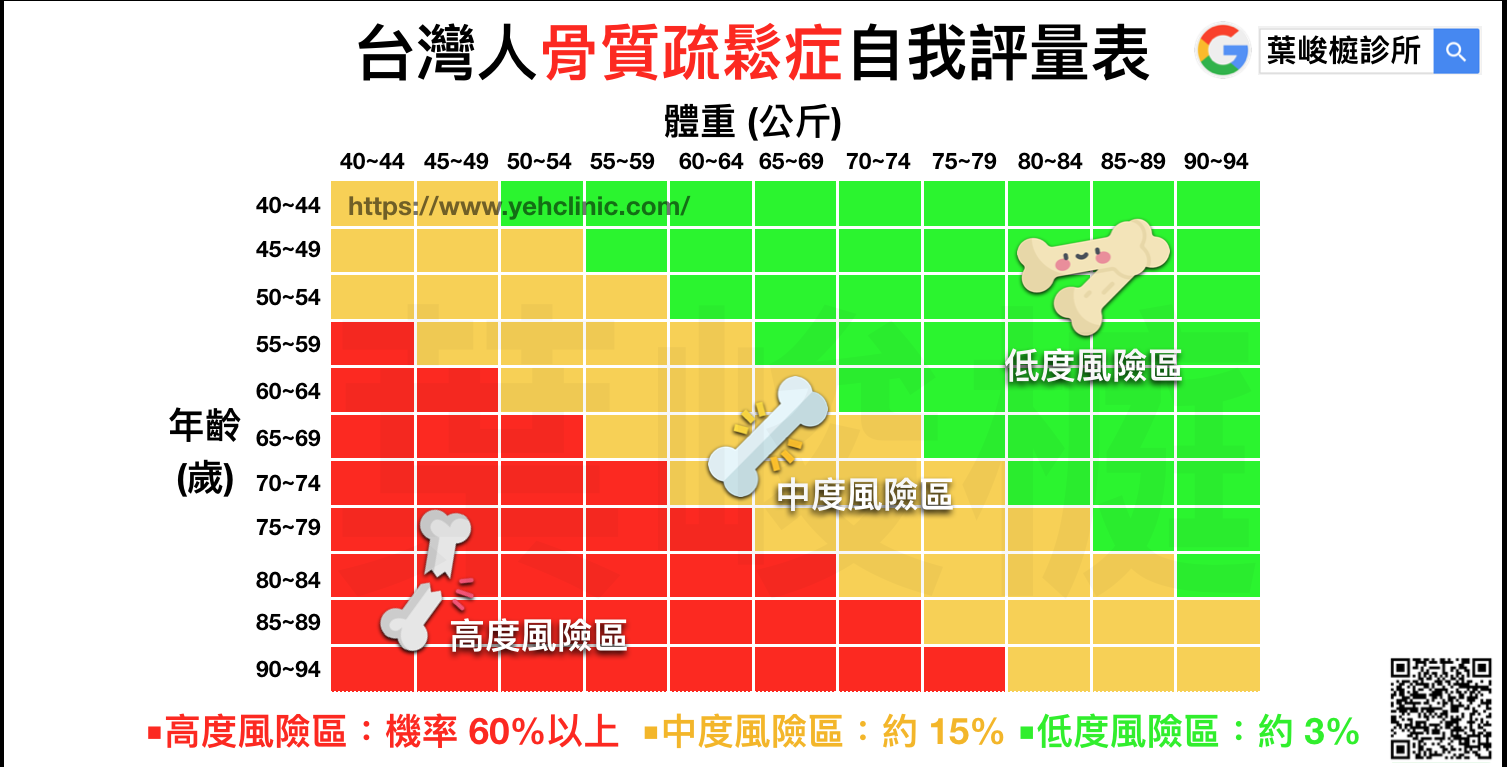 台灣人骨質疏鬆症自我評量表
葉峻榳診所
體重 (公斤)
40~44 45~49 50~54 55~59 60~64 65~69 70~74 75~79 80~84 85~89 90~94
https://www.yehclinic.com/
40~44
45~49
50~54
55~59
60~64
65~69
70~74
75~79
80~84
85~89
90~94
年齡
(歲)
低度風險區
中度風險區
高度風險區
葉峻榳
▪高度風險區：機率 60%以上 ▪中度風險區：約 15% ▪低度風險區：約 3%